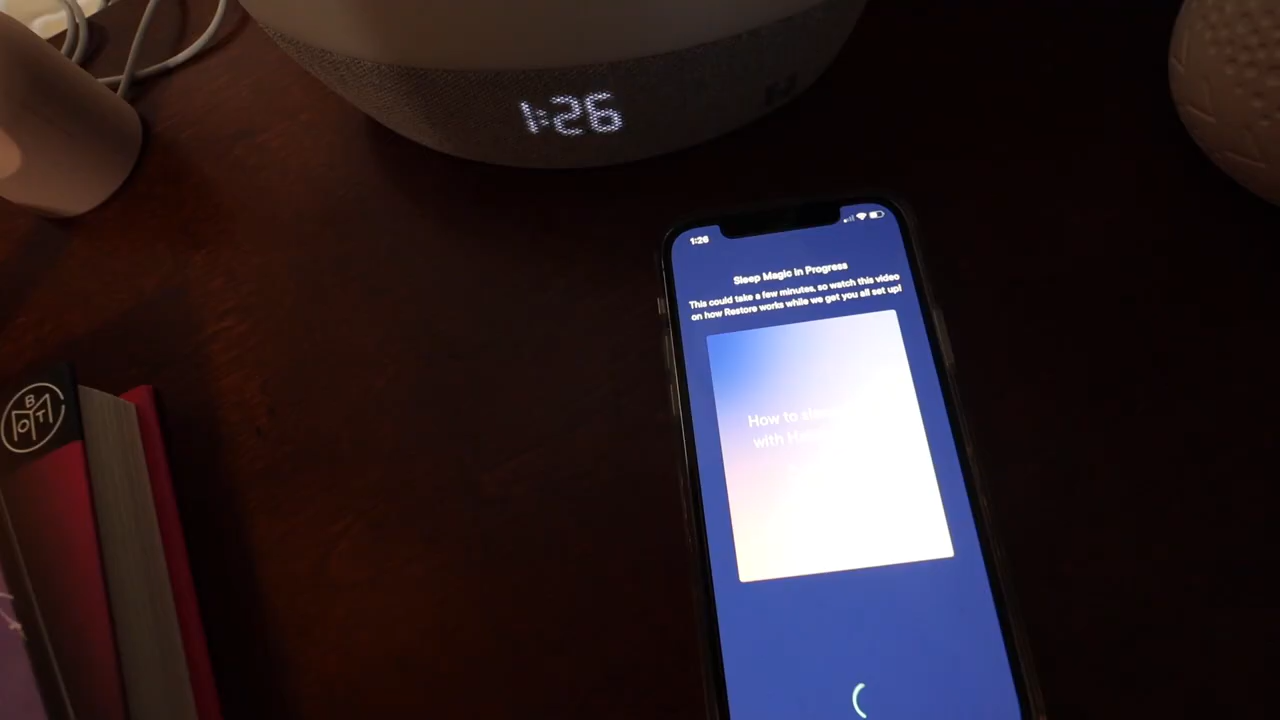 1:26
1:26
Sleep Magic in Progress
This could take a few minutes, so watch this video
on how Restore works while we get you all set up!
How to
with
BOT